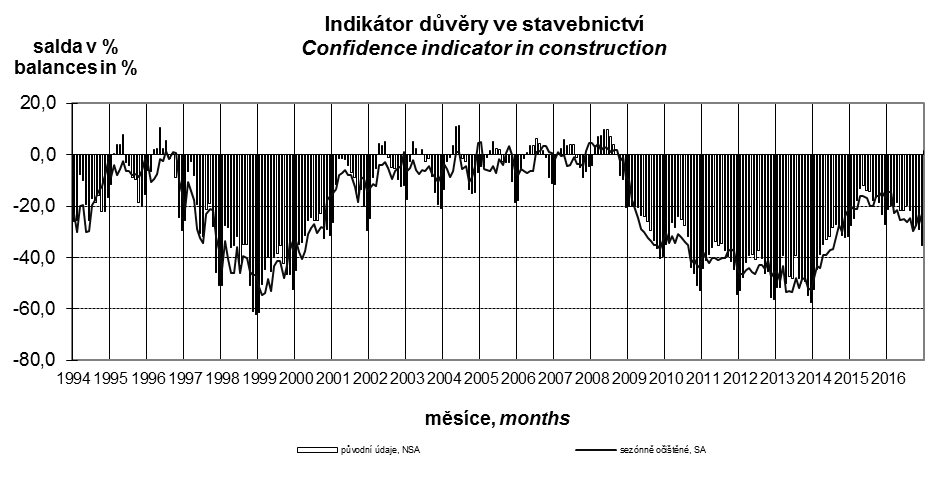 Indikátor důvěry ve stavebnictví
Confidence indicator in construction
salda v %
balances in %
20,0
0,0
-20,0
-40,0
-60,0
-80,0
1994 1995 1996 1997 1998 1999 2000 2001 2002 2003 2004 2005 2006 2007 2008 2009 2010 2011 2012 2013 2014 2015 2016
měsíce, months
původní údaje, NSA
sezónně očištěné, SA